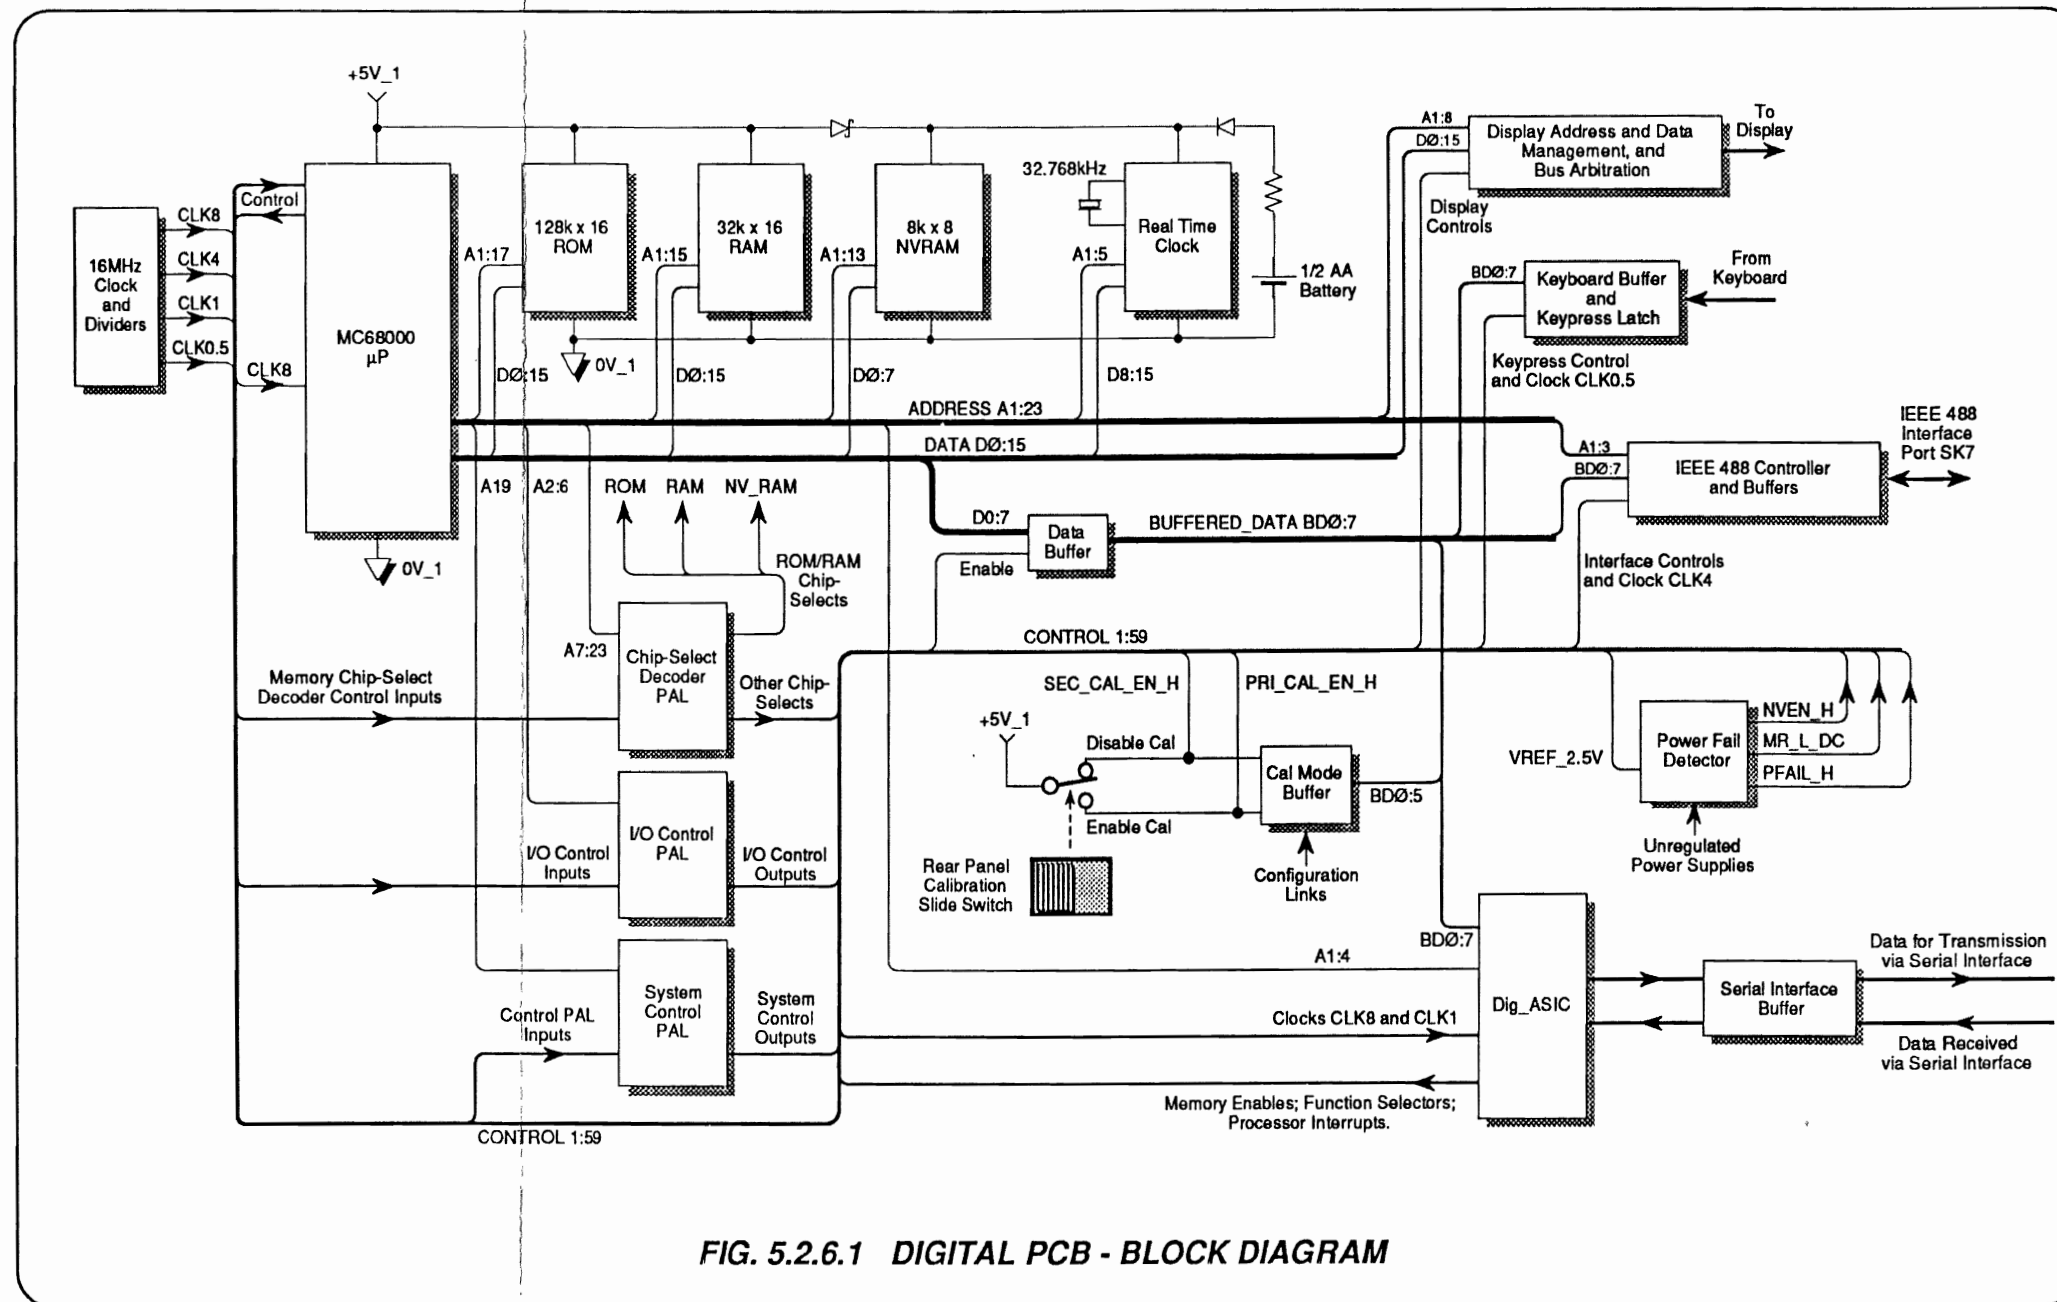 +5V_1
16MHz
Clock
and
Dividers
CLK8
CLK4
CLK1
CLK0.5
Control
CLK8
MC68000
µP
0V_1
128k x 16
ROM
A1:17
DØ:15
0V_1
32k x 16
RAM
A1:15
DØ:15
8k x 8
NVRAM
A1:13
DØ:7
32.768kHz
Real Time
Clock
A1:5
D8:15
1/2 AA
Battery
A1:8
DØ:15
Display Address and Data
Management, and
Bus Arbitration
To
Display
Display
Controls
BDØ:7
Keyboard Buffer
and
Keypress Latch
From
Keyboard
Keypress Control
and Clock CLK0.5
ADDRESS A1:23
DATA DØ:15
A1:3
BDØ:7
IEEE 488 Controller
and Buffers
IEEE 488
Interface
Port SK7
Interface Controls
and Clock CLK4
A19
A2:6
ROM
RAM
NV_RAM
ROM/RAM
Chip-
Selects
D0:7
Data
Buffer
Enable
BUFFERED_DATA BDØ:7
A7:23
Chip-Select
Decoder
PAL
Memory Chip-Select
Decoder Control Inputs
Other Chip-
Selects
CONTROL 1:59
SEC_CAL_EN_H
PRI_CAL_EN_H
+5V_1
Disable Cal
Enable Cal
Cal Mode
Buffer
BDØ:5
Configuration
Links
Rear Panel
Calibration
Slide Switch
VREF_2.5V
Power Fail
Detector
NVEN_H
MR_L_DC
PFAIL_H
Unregulated
Power Supplies
I/O Control
PAL
I/O Control
Inputs
I/O Control
Outputs
System
Control
PAL
Control PAL
Inputs
System
Control
Outputs
CONTROL 1:59
BDØ:7
A1:4
Clocks CLK8 and CLK1
Dig_ASIC
Memory Enables; Function Selectors;
Processor Interrupts.
Serial Interface
Buffer
Data for Transmission
via Serial Interface
Data Received
via Serial Interface
FIG. 5.2.6.1 DIGITAL PCB - BLOCK DIAGRAM